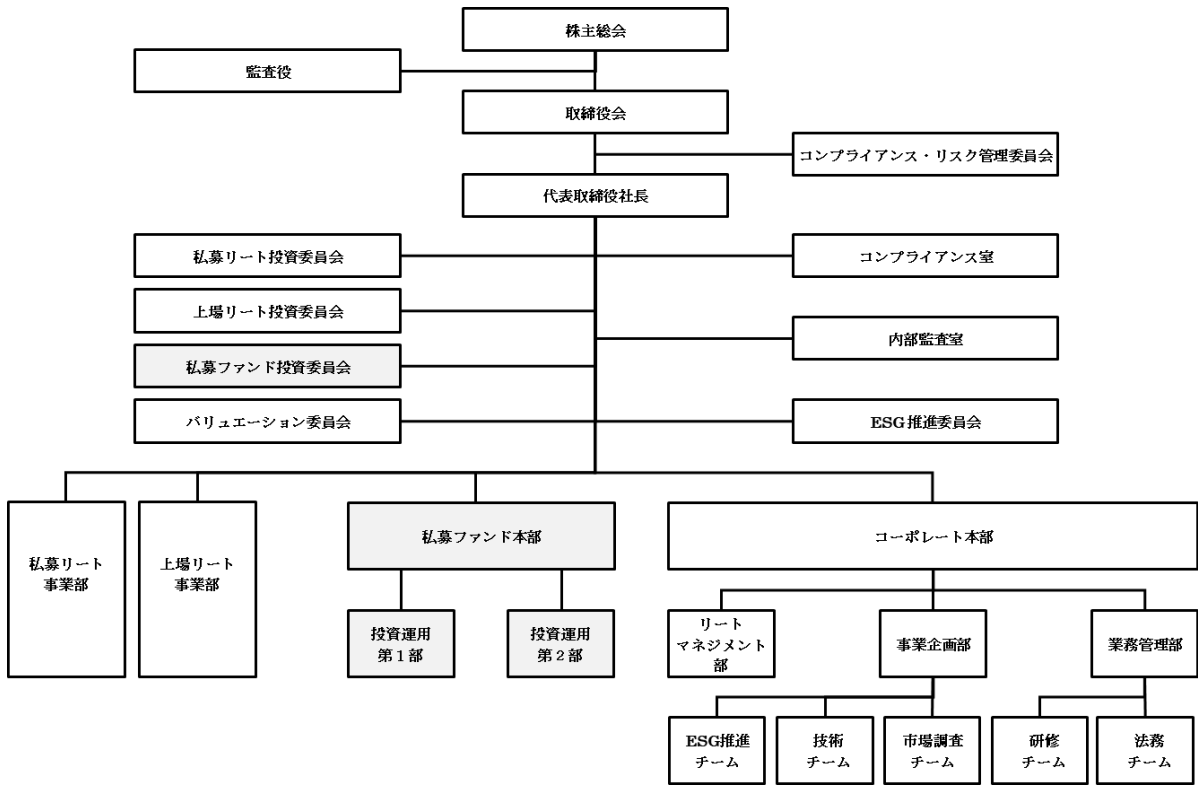 株主総会
監査役
取締役会
コンプライアンス・リスク管理委員会
代表取締役社長
私募リート投資委員会
コンプライアンス室
上場リート投資委員会
内部監査室
私募ファンド投資委員会
バリュエーション委員会
ESG推進委員会
私募リート
事業部
上場リート
事業部
私募ファンド本部
コーポレート本部
投資運用
第１部
投資運用
第２部
リート
マネジメント
部
事業企画部
業務管理部
ESG推進
チーム
技術
チーム
市場調査
チーム
研修
チーム
法務
チーム